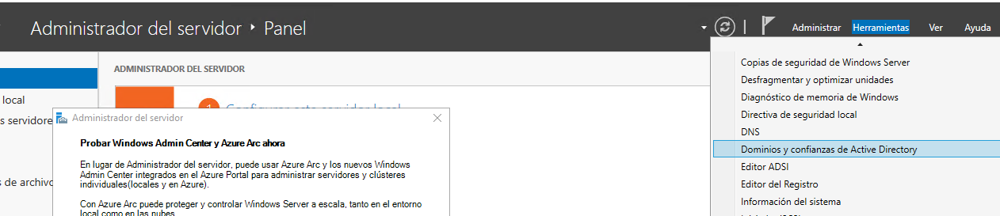 Administrador del servidor ‣ Panel
Administrar Herramientas Ver Ayuda
ADMINISTRADOR DEL SERVIDOR
local
s servidore
s de archivo
1 Configurar este servidor local
Administrador del servidor
Probar Windows Admin Center y Azure Arc ahora
En lugar de Administrador del servidor, puede usar Azure Arc y los nuevos Windows
Admin Center integrados en el Azure Portal para administrar servidores y clústeres
individuales(locales y en Azure).
Con Azure Arc puede proteger y controlar Windows Server a escala, tanto en el entorno
local como en las nubes
Copias de seguridad de Windows Server
Desfragmentar y optimizar unidades
Diagnóstico de memoria de Windows
Directiva de seguridad local
DNS
Dominios y confianzas de Active Directory
Editor ADSI
Editor del Registro
Información del sistema